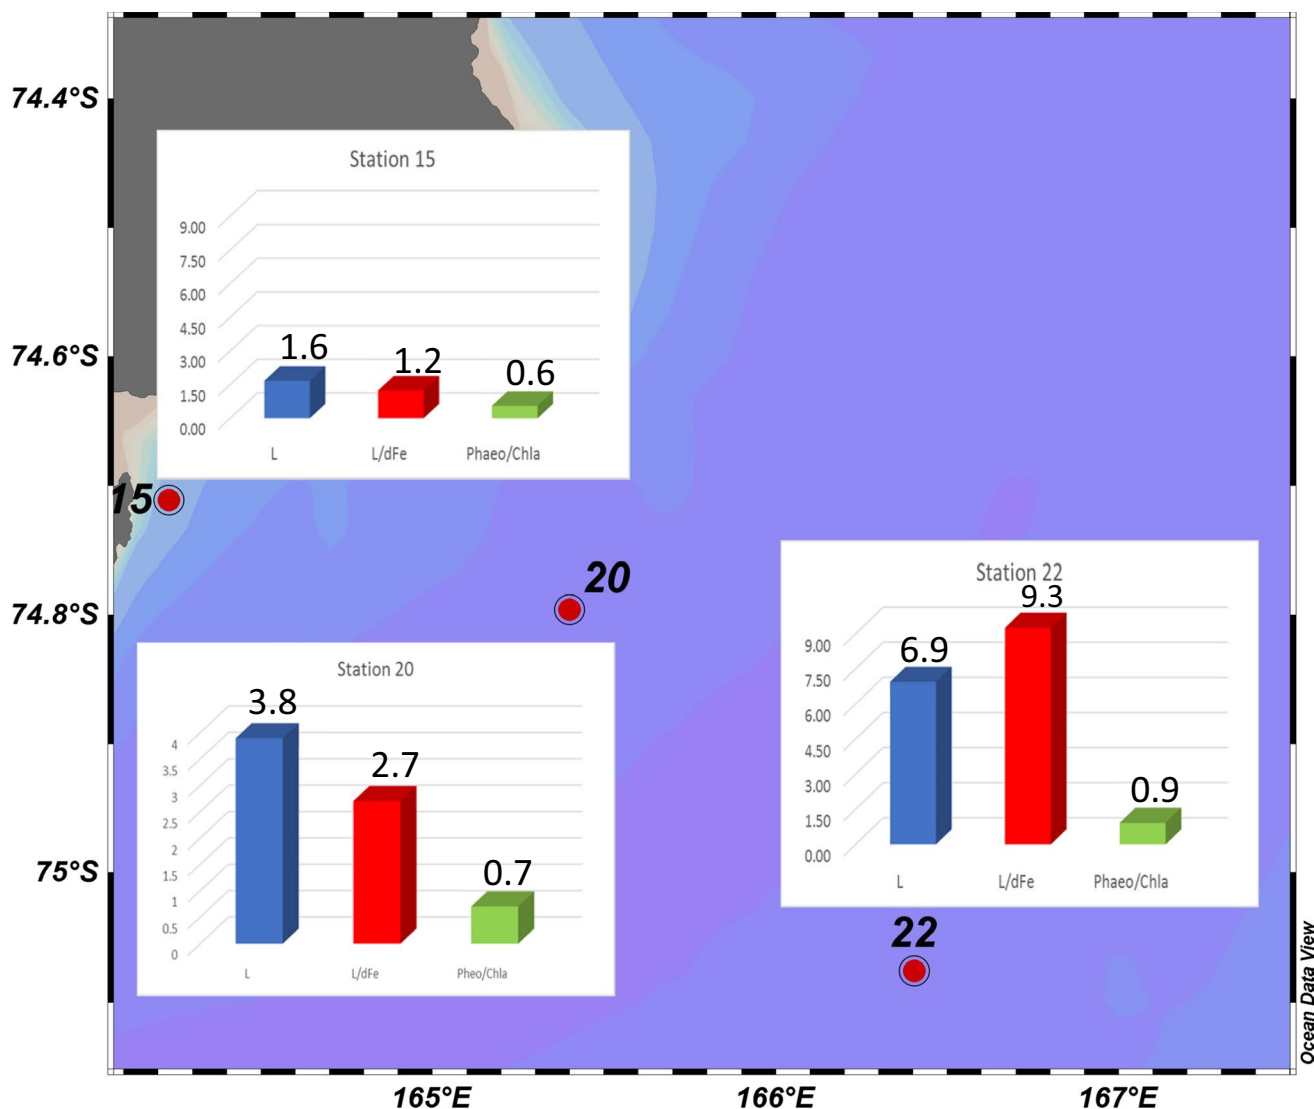 74.4°S
74.6°S
74.8°S
75°S
Station 15
9.00
7.50
6.00
4.50
3.00
1.50
0.00
1.6
1.2
0.6
L
L/dFe
Phaeo/Chla
15
20
Station 20
4
3.5
3
2.5
2
1.5
1
0.5
0
3.8
2.7
0.7
L
L/dFe
Pheo/Chla
Station 22
9.00
7.50
6.00
4.50
3.00
1.50
0.00
6.9
9.3
0.9
L
L/dFe
Phaeo/Chla
22
165°E
166°E
167°E
Ocean Data View